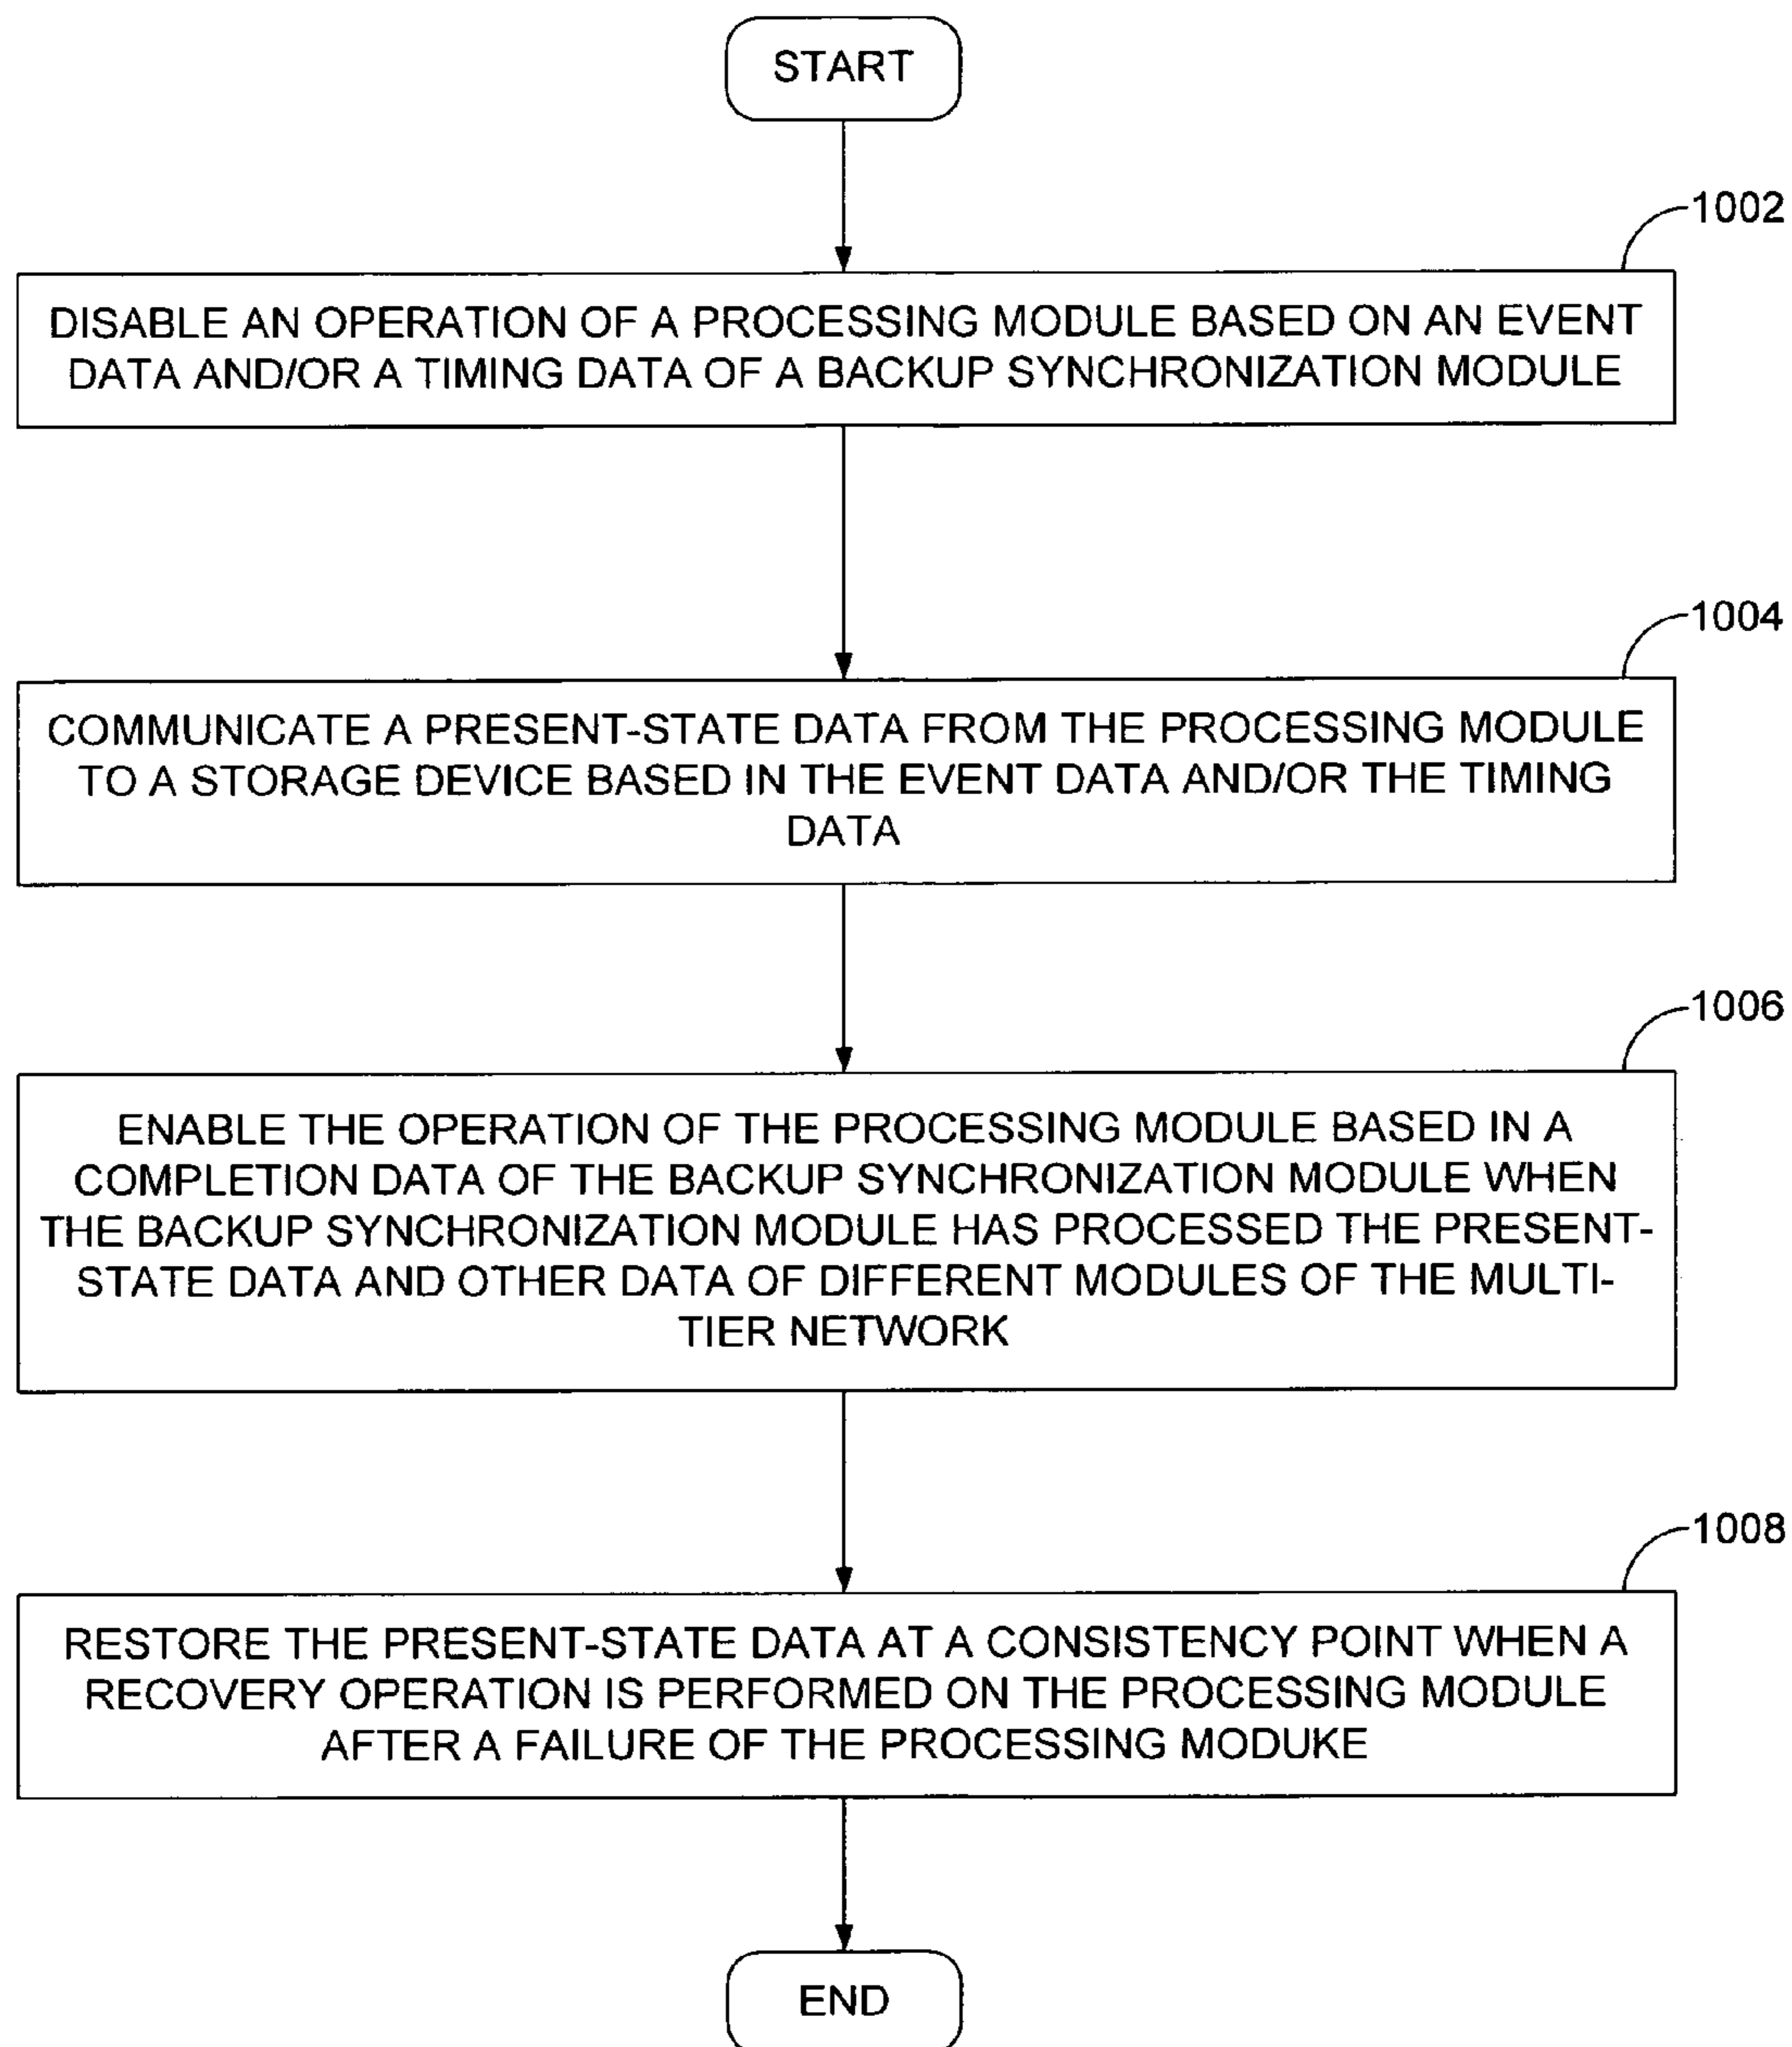 START
1002
DISABLE AN OPERATION OF A PROCESSING MODULE BASED ON AN EVENT
DATA AND/OR A TIMING DATA OF A BACKUP SYNCHRONIZATION MODULE
1004
COMMUNICATE A PRESENT-STATE DATA FROM THE PROCESSING MODULE
TO A STORAGE DEVICE BASED IN THE EVENT DATA AND/OR THE TIMING
DATA
1006
ENABLE THE OPERATION OF THE PROCESSING MODULE BASED IN A
COMPLETION DATA OF THE BACKUP SYNCHRONIZATION MODULE WHEN
THE BACKUP SYNCHRONIZATION MODULE HAS PROCESSED THE PRESENT-
STATE DATA AND OTHER DATA OF DIFFERENT MODULES OF THE MULTI-
TIER NETWORK
1008
RESTORE THE PRESENT-STATE DATA AT A CONSISTENCY POINT WHEN A
RECOVERY OPERATION IS PERFORMED ON THE PROCESSING MODULE
AFTER A FAILURE OF THE PROCESSING MODUKE
END